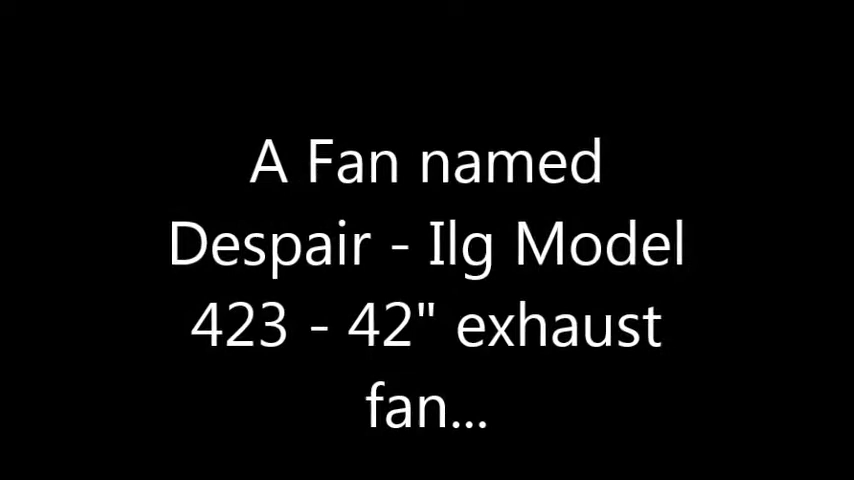 A Fan named
Despair - Ilg Model
423 - 42" exhaust
fan...